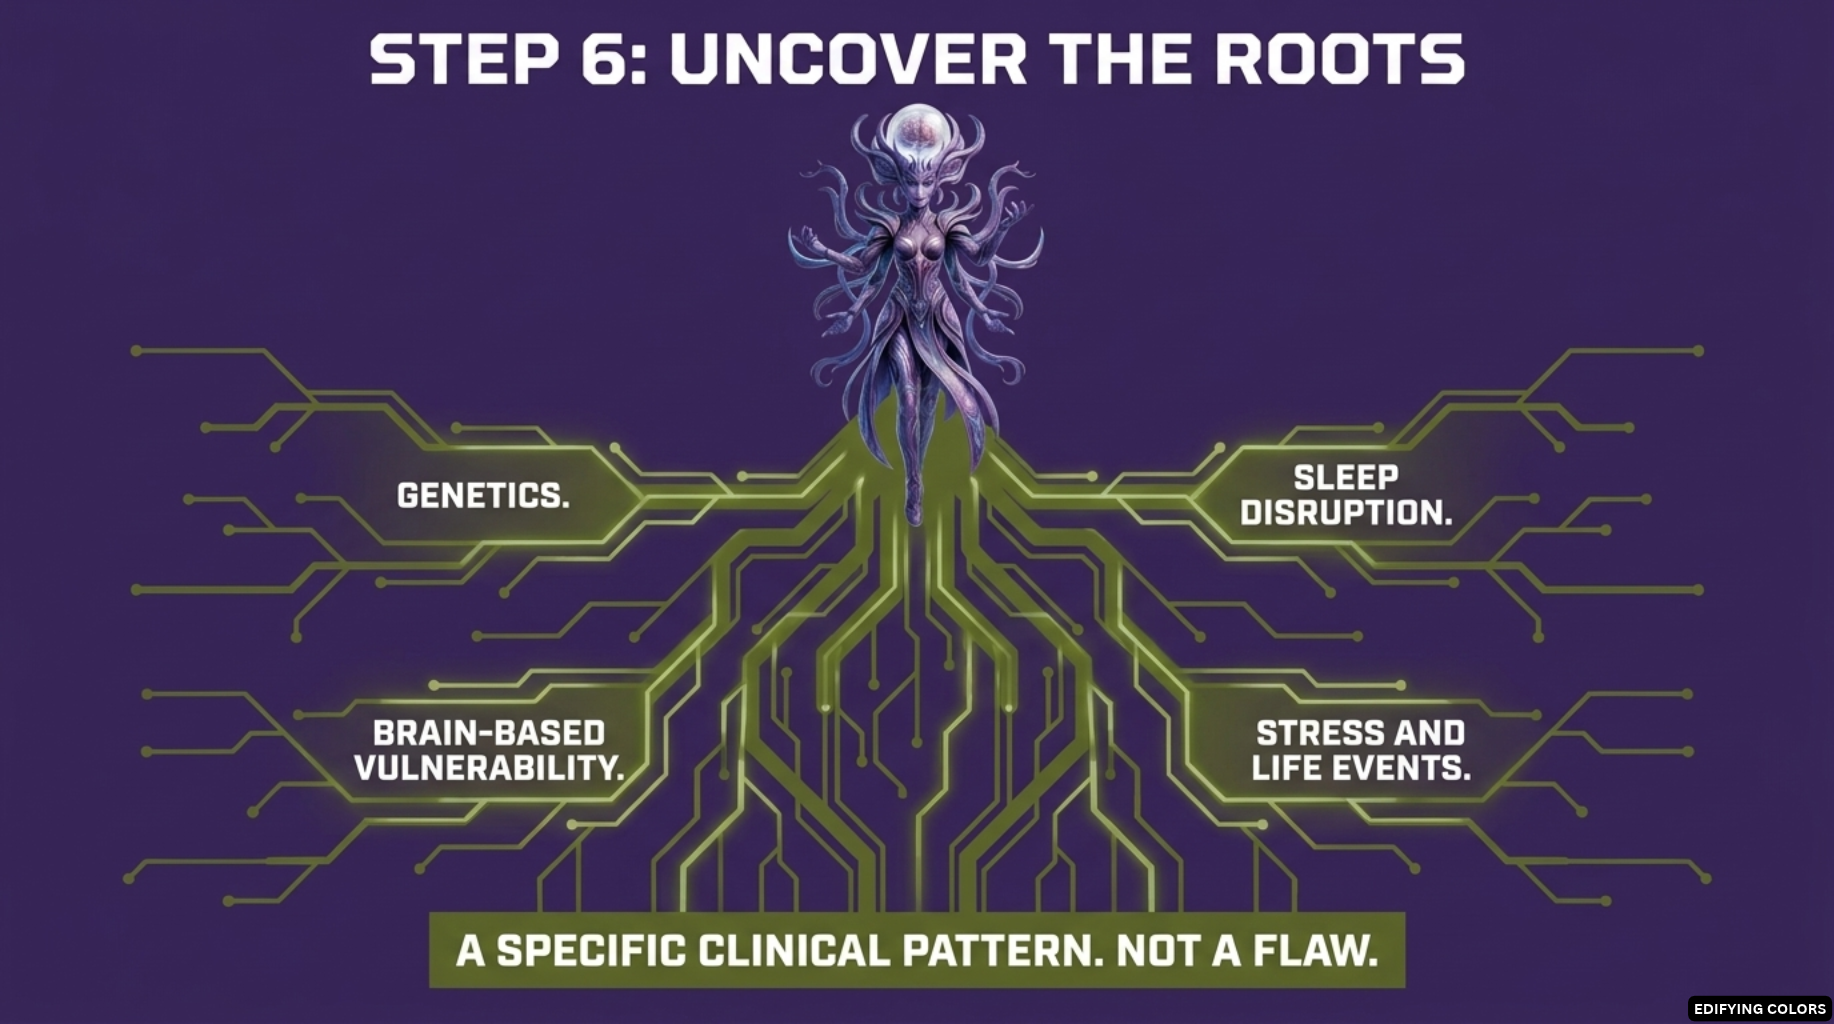 STEP 6: UNCOVER THE ROOTS
GENETICS.
SLEEP
DISRUPTION.
BRAIN-BASED
VULNERABILITY.
STRESS AND
LIFE EVENTS.
A SPECIFIC CLINICAL PATTERN. NOT A FLAW.
EDIFYING COLORS